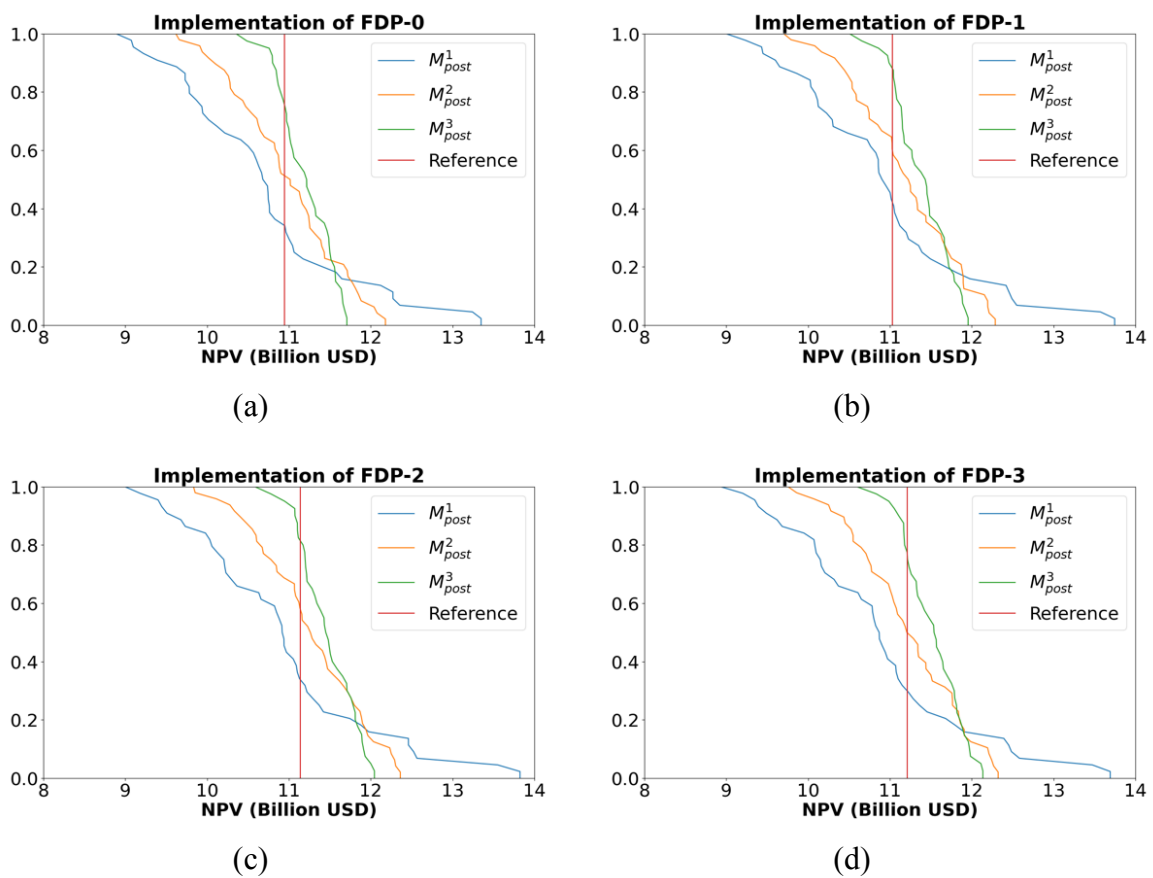 Implementation of FDP-0
1.0
0.8
0.6
0.4
0.2
0.0
8 9 10 11 12 13 14
NPV (Billion USD)
M¹post
M²post
M³post
Reference
(a)
Implementation of FDP-1
1.0
0.8
0.6
0.4
0.2
0.0
8 9 10 11 12 13 14
NPV (Billion USD)
M¹post
M²post
M³post
Reference
(b)
Implementation of FDP-2
1.0
0.8
0.6
0.4
0.2
0.0
8 9 10 11 12 13 14
NPV (Billion USD)
M¹post
M²post
M³post
Reference
(c)
Implementation of FDP-3
1.0
0.8
0.6
0.4
0.2
0.0
8 9 10 11 12 13 14
NPV (Billion USD)
M¹post
M²post
M³post
Reference
(d)